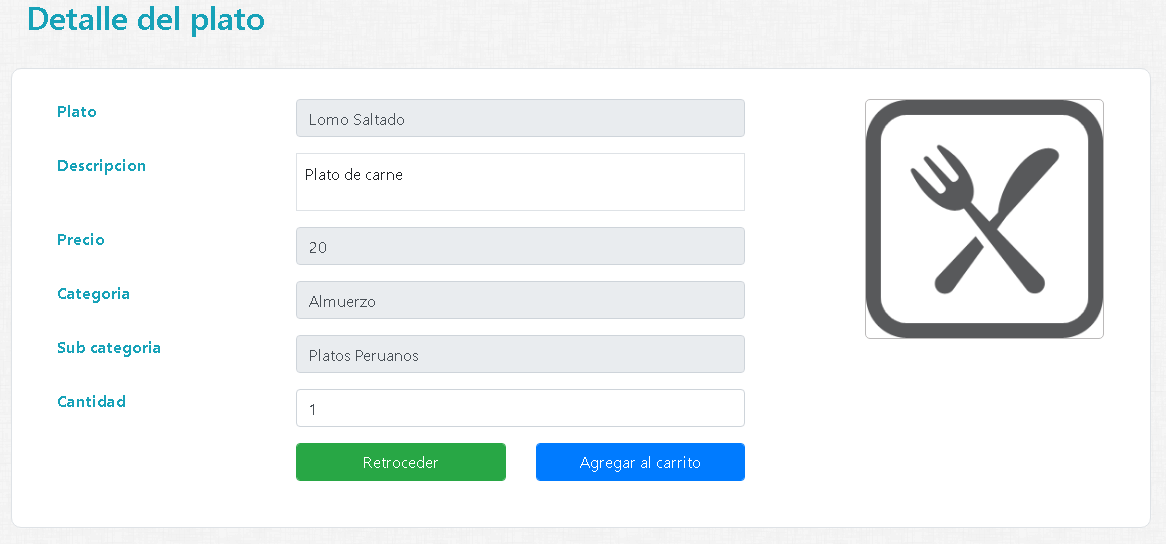 Detalle del plato
Plato
Lomo Saltado
Descripcion
Plato de carne
Precio
20
Categoria
Almuerzo
Sub categoria
Platos Peruanos
Cantidad
1
Retroceder
Agregar al carrito